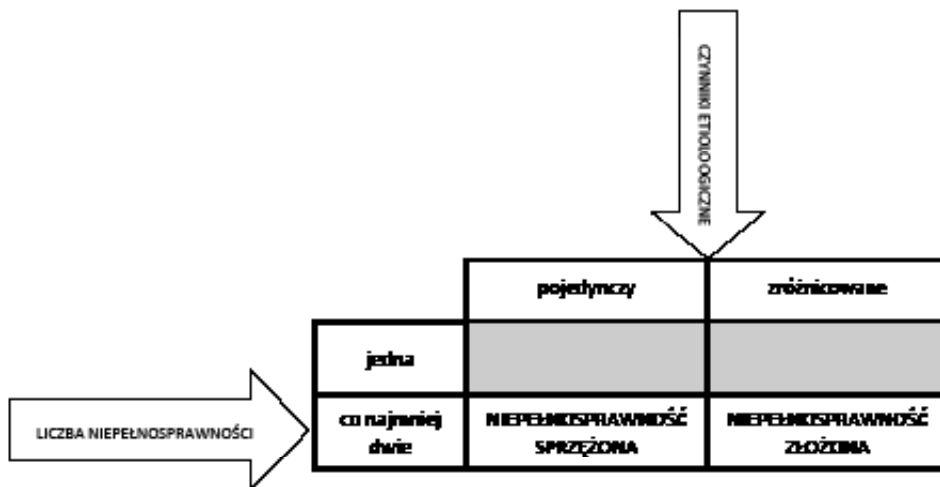 CZYNNIKI ETIOLOGICZNE
pojedynczy
zróżnicowane
jedna
LICZBA NIEPEŁNOSPRAWNOŚCI
co najmniej
dwie
NIEPEŁNOSPRAWNOŚĆ
SPRZĘŻONA
NIEPEŁNOSPRAWNOŚĆ
ZŁOŻONA